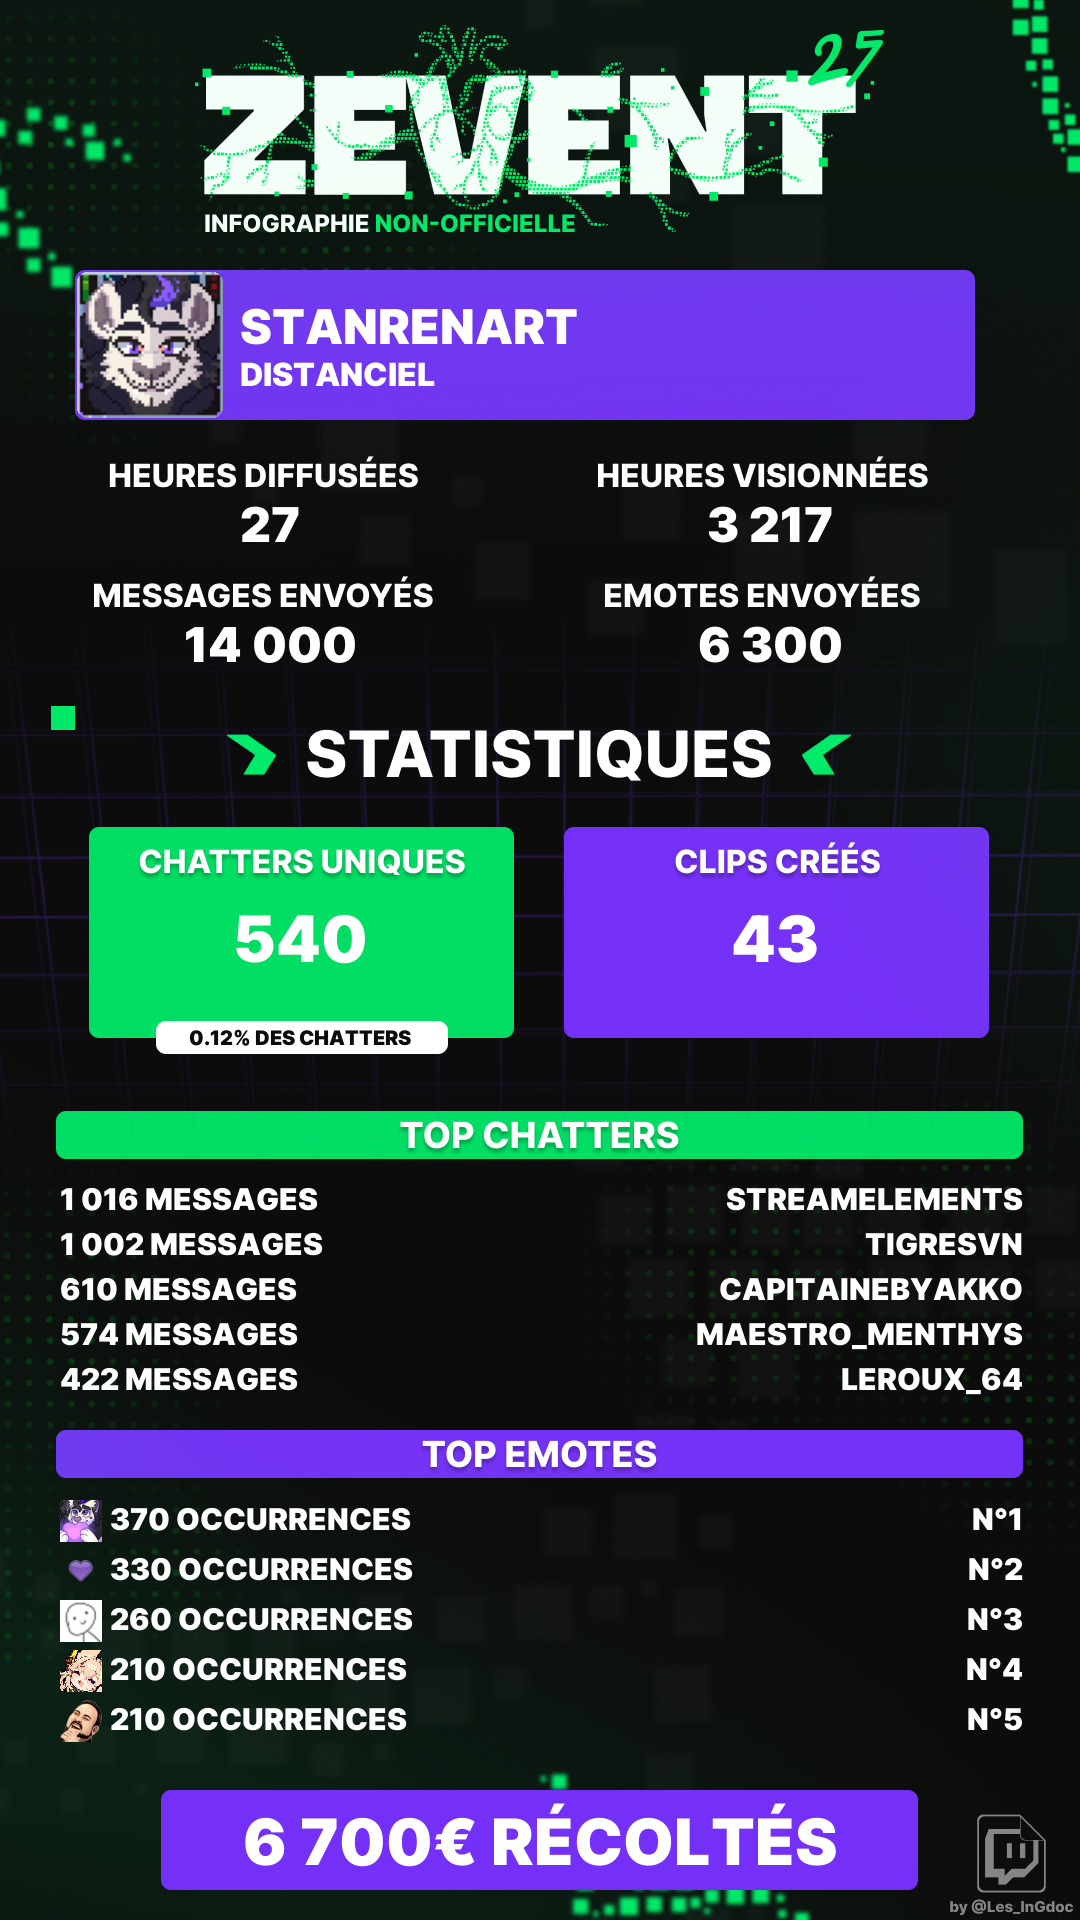 ZEVENT 25
INFOGRAPHIE NON-OFFICIELLE
STANRENART
DISTANCIEL
HEURES DIFFUSÉES
27
HEURES VISIONNÉES
3 217
MESSAGES ENVOYÉS
14 000
EMOTES ENVOYÉES
6 300
STATISTIQUES
CHATTERS UNIQUES
540
0.12% DES CHATTERS
CLIPS CRÉÉS
43
TOP CHATTERS
1 016 MESSAGES STREAMELEMENTS
1 002 MESSAGES TIGRESVN
610 MESSAGES CAPITAINEBYAKKO
574 MESSAGES MAESTRO_MENTHYS
422 MESSAGES LEROUX_64
TOP EMOTES
370 OCCURRENCES N°1
330 OCCURRENCES N°2
260 OCCURRENCES N°3
210 OCCURRENCES N°4
210 OCCURRENCES N°5
6 700€ RÉCOLTÉS
by @Les_InGdoc